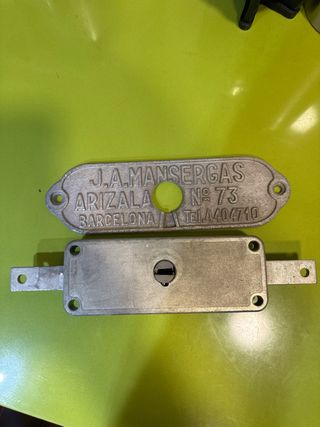 J.A.MANSERGAS
ARIZALA Nº 73
BARCELONA Tel.4404710